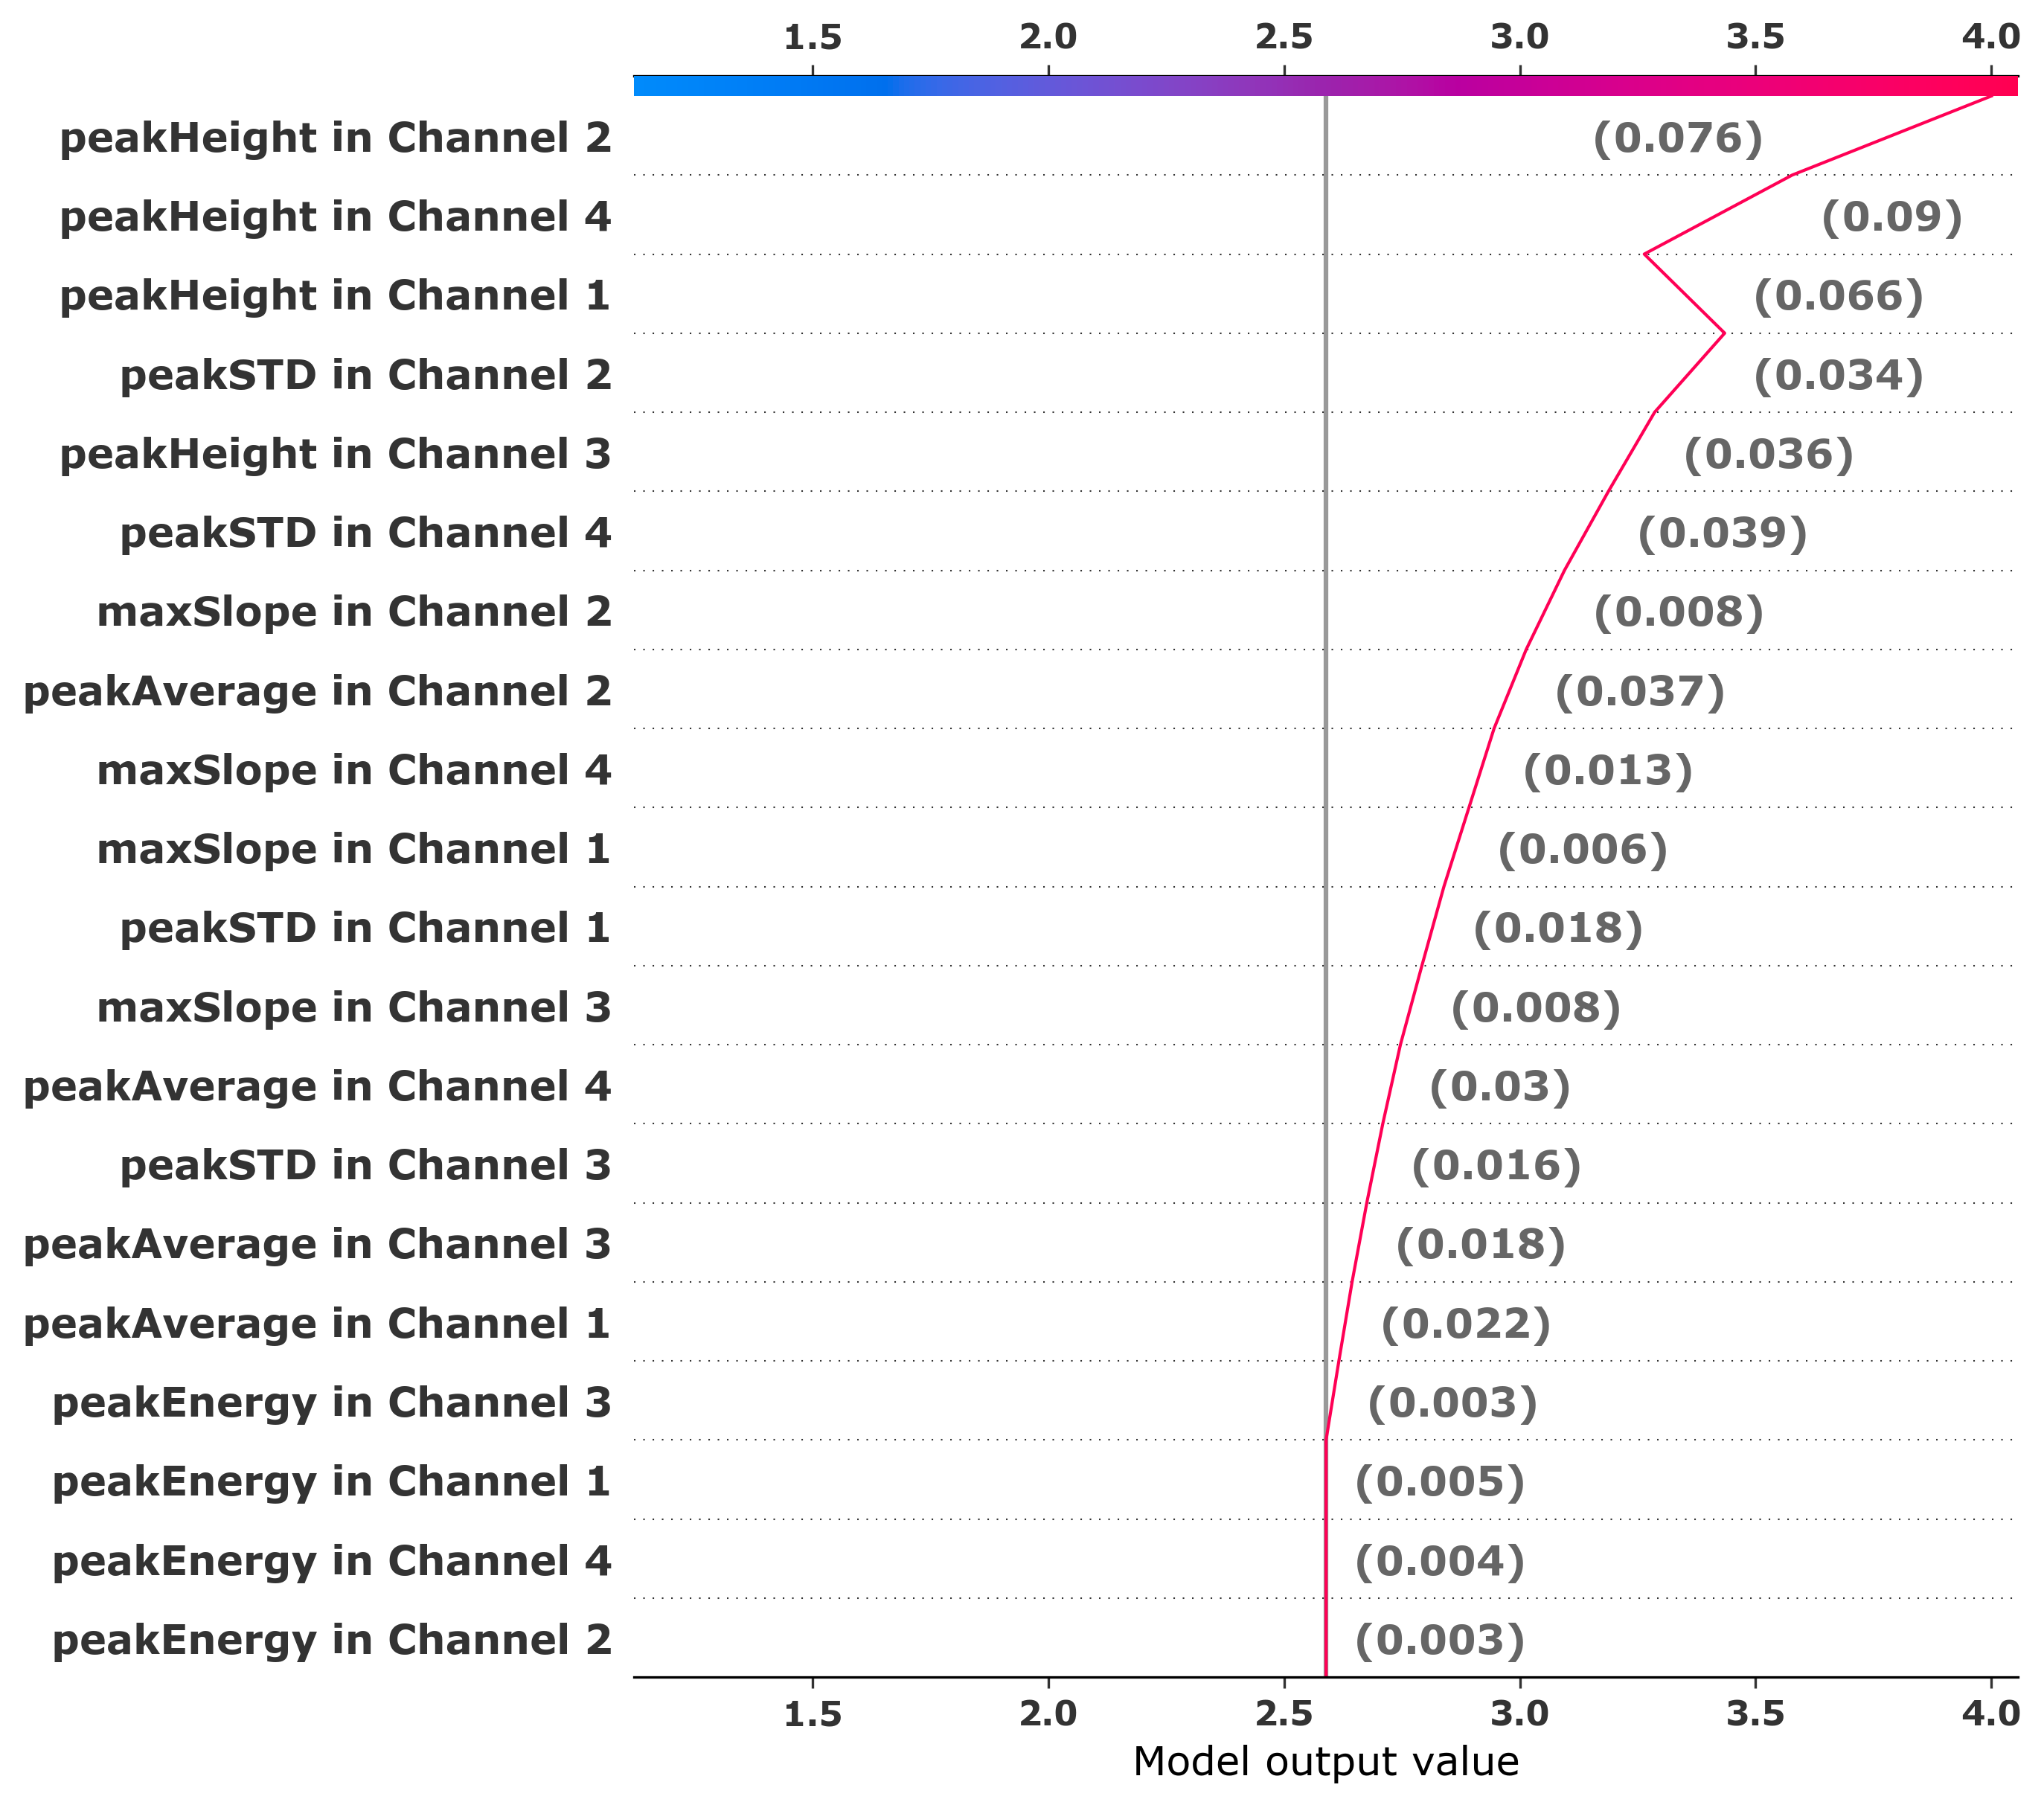 1.5 2.0 2.5 3.0 3.5 4.0
peakHeight in Channel 2 (0.076)
peakHeight in Channel 4 (0.09)
peakHeight in Channel 1 (0.066)
peakSTD in Channel 2 (0.034)
peakHeight in Channel 3 (0.036)
peakSTD in Channel 4 (0.039)
maxSlope in Channel 2 (0.008)
peakAverage in Channel 2 (0.037)
maxSlope in Channel 4 (0.013)
maxSlope in Channel 1 (0.006)
peakSTD in Channel 1 (0.018)
maxSlope in Channel 3 (0.008)
peakAverage in Channel 4 (0.03)
peakSTD in Channel 3 (0.016)
peakAverage in Channel 3 (0.018)
peakAverage in Channel 1 (0.022)
peakEnergy in Channel 3 (0.003)
peakEnergy in Channel 1 (0.005)
peakEnergy in Channel 4 (0.004)
peakEnergy in Channel 2 (0.003)
1.5 2.0 2.5 3.0 3.5 4.0
Model output value